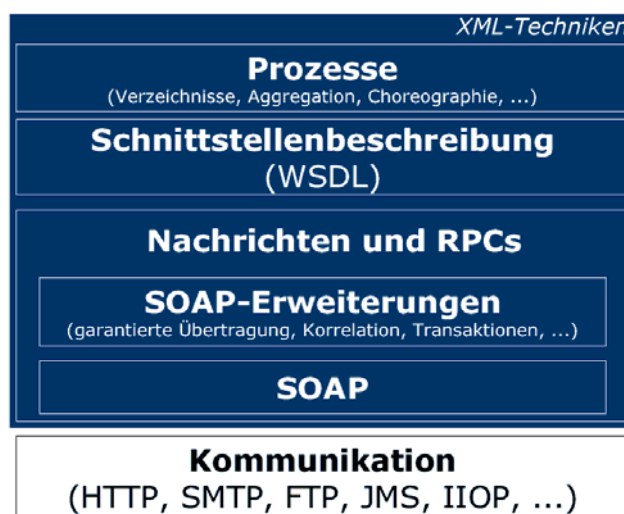 XML-Techniken
Prozesse
(Verzeichnisse, Aggregation, Choreographie, ...)
Schnittstellenbeschreibung
(WSDL)
Nachrichten und RPCs
SOAP-Erweiterungen
(garantierte Übertragung, Korrelation, Transaktionen, ...)
SOAP
Kommunikation
(HTTP, SMTP, FTP, JMS, IIOP, ...)